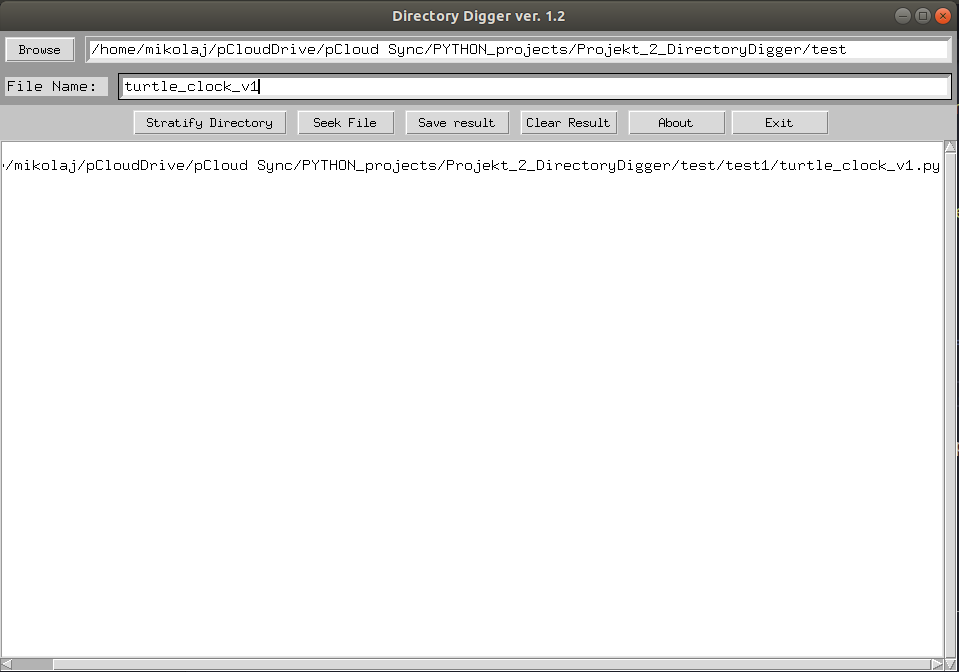 Directory Digger ver. 1.2
Browse /home/mikolaj/pCloudDrive/pCloud Sync/PYTHON_projects/Projekt_2_DirectoryDigger/test
File Name: turtle_clock_v1
Stratify Directory Seek File Save result Clear Result About Exit
/mikolaj/pCloudDrive/pCloud Sync/PYTHON_projects/Projekt_2_DirectoryDigger/test/test1/turtle_clock_v1.py